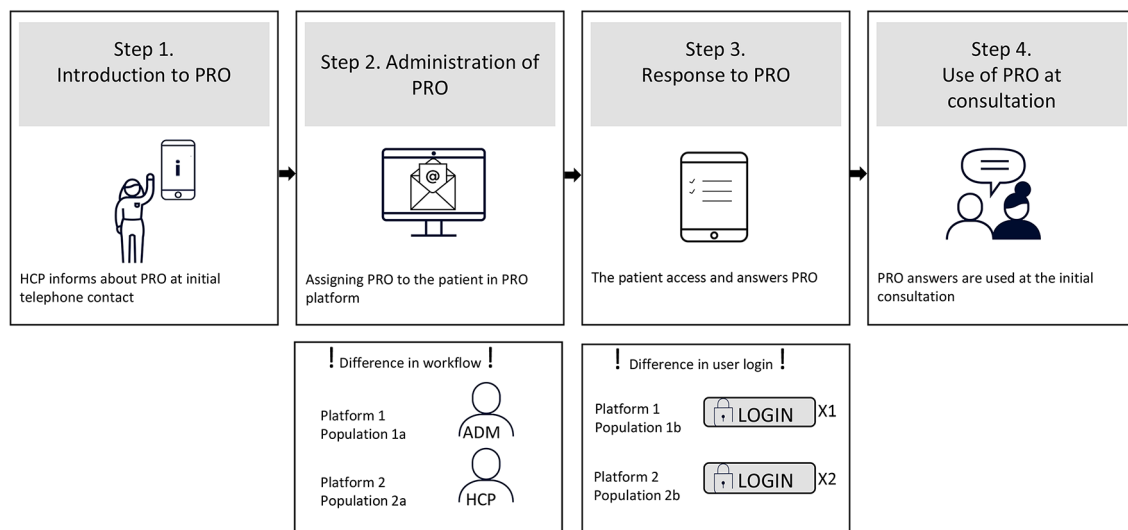 Step 1.
Introduction to PRO
i
HCP informs about PRO at initial
telephone contact
Step 2. Administration of
PRO
@
Assigning PRO to the patient in PRO
platform
Step 3.
Response to PRO
The patient access and answers PRO
Step 4.
Use of PRO at
consultation
PRO answers are used at the initial
consultation
! Difference in workflow !
Platform 1
Population 1a
ADM
Platform 2
Population 2a
HCP
! Difference in user login !
Platform 1
Population 1b
LOGIN X1
Platform 2
Population 2b
LOGIN X2